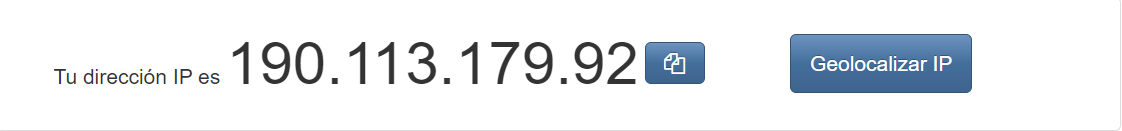 Tu dirección IP es 190.113.179.92 Geolocalizar IP